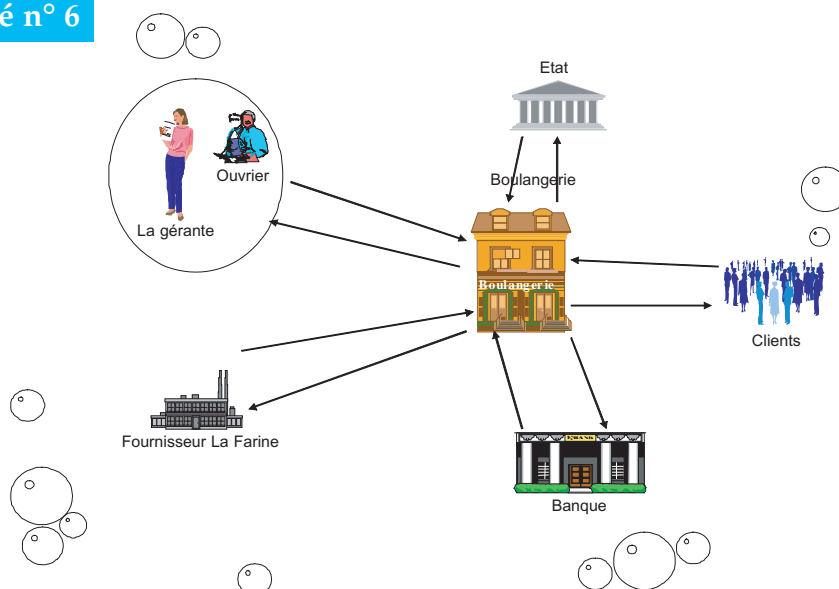 é n° 6
Etat
Boulangerie
Ouvrier
La gérante
Boulangerie
Clients
Fournisseur La Farine
BANK
Banque